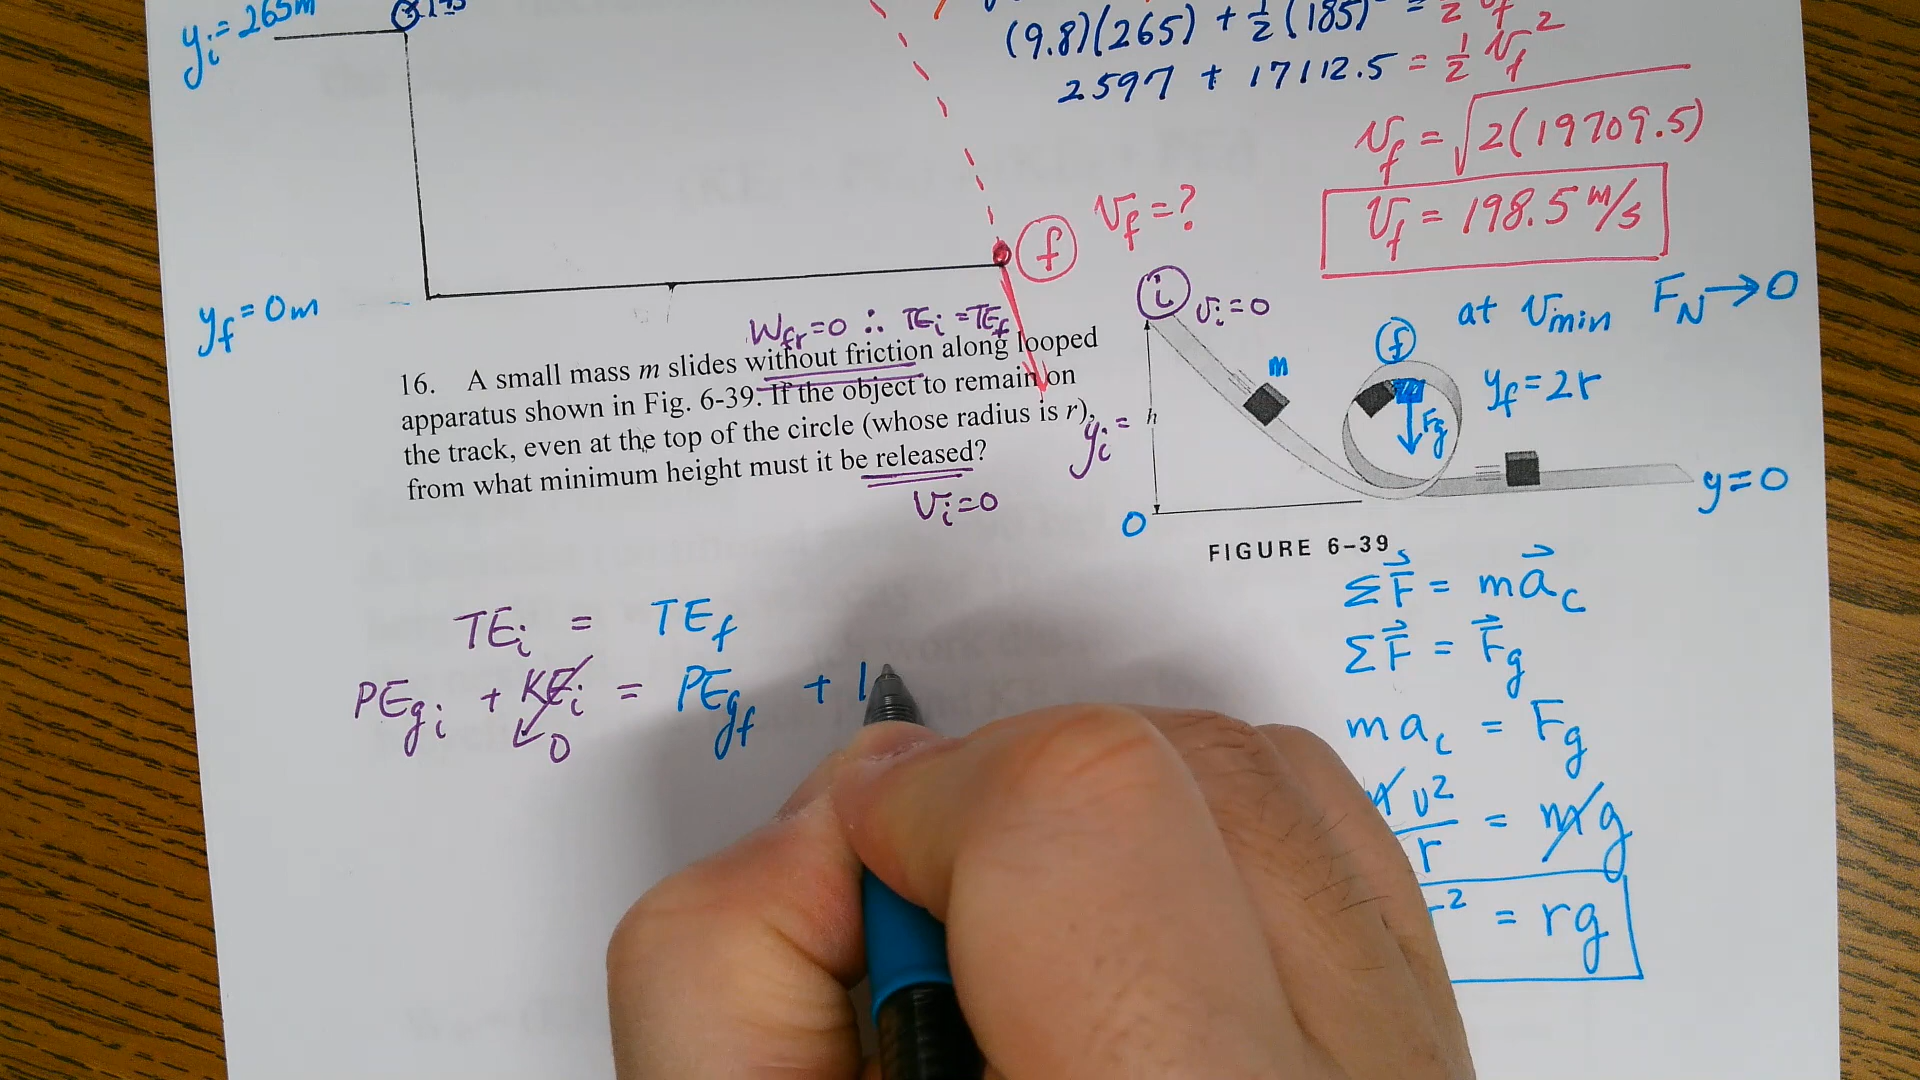 yi = 265m
(9.8)(265) + ½(185) = ½ vf
2597 + 17112.5 = ½ vf²
vf = √2(19709.5)
vf = 198.5 m/s
vf = ?
f
yf = 0m
Wfr = 0 ∴ TEi = TEf
16. A small mass m slides without friction along looped
apparatus shown in Fig. 6-39. If the object to remain on
the track, even at the top of the circle (whose radius is r),
from what minimum height must it be released?
vi = 0
i
vi = 0
at vmin FN → 0
f
m
yf = 2r
Fg
yi = h
y = 0
0
FIGURE 6-39
ΣF⃗ = ma⃗c
ΣF⃗ = F⃗g
mac = Fg
m v²/r = mg
² = rg
TEi = TEf
PEgi + KEi = PEgf +
0